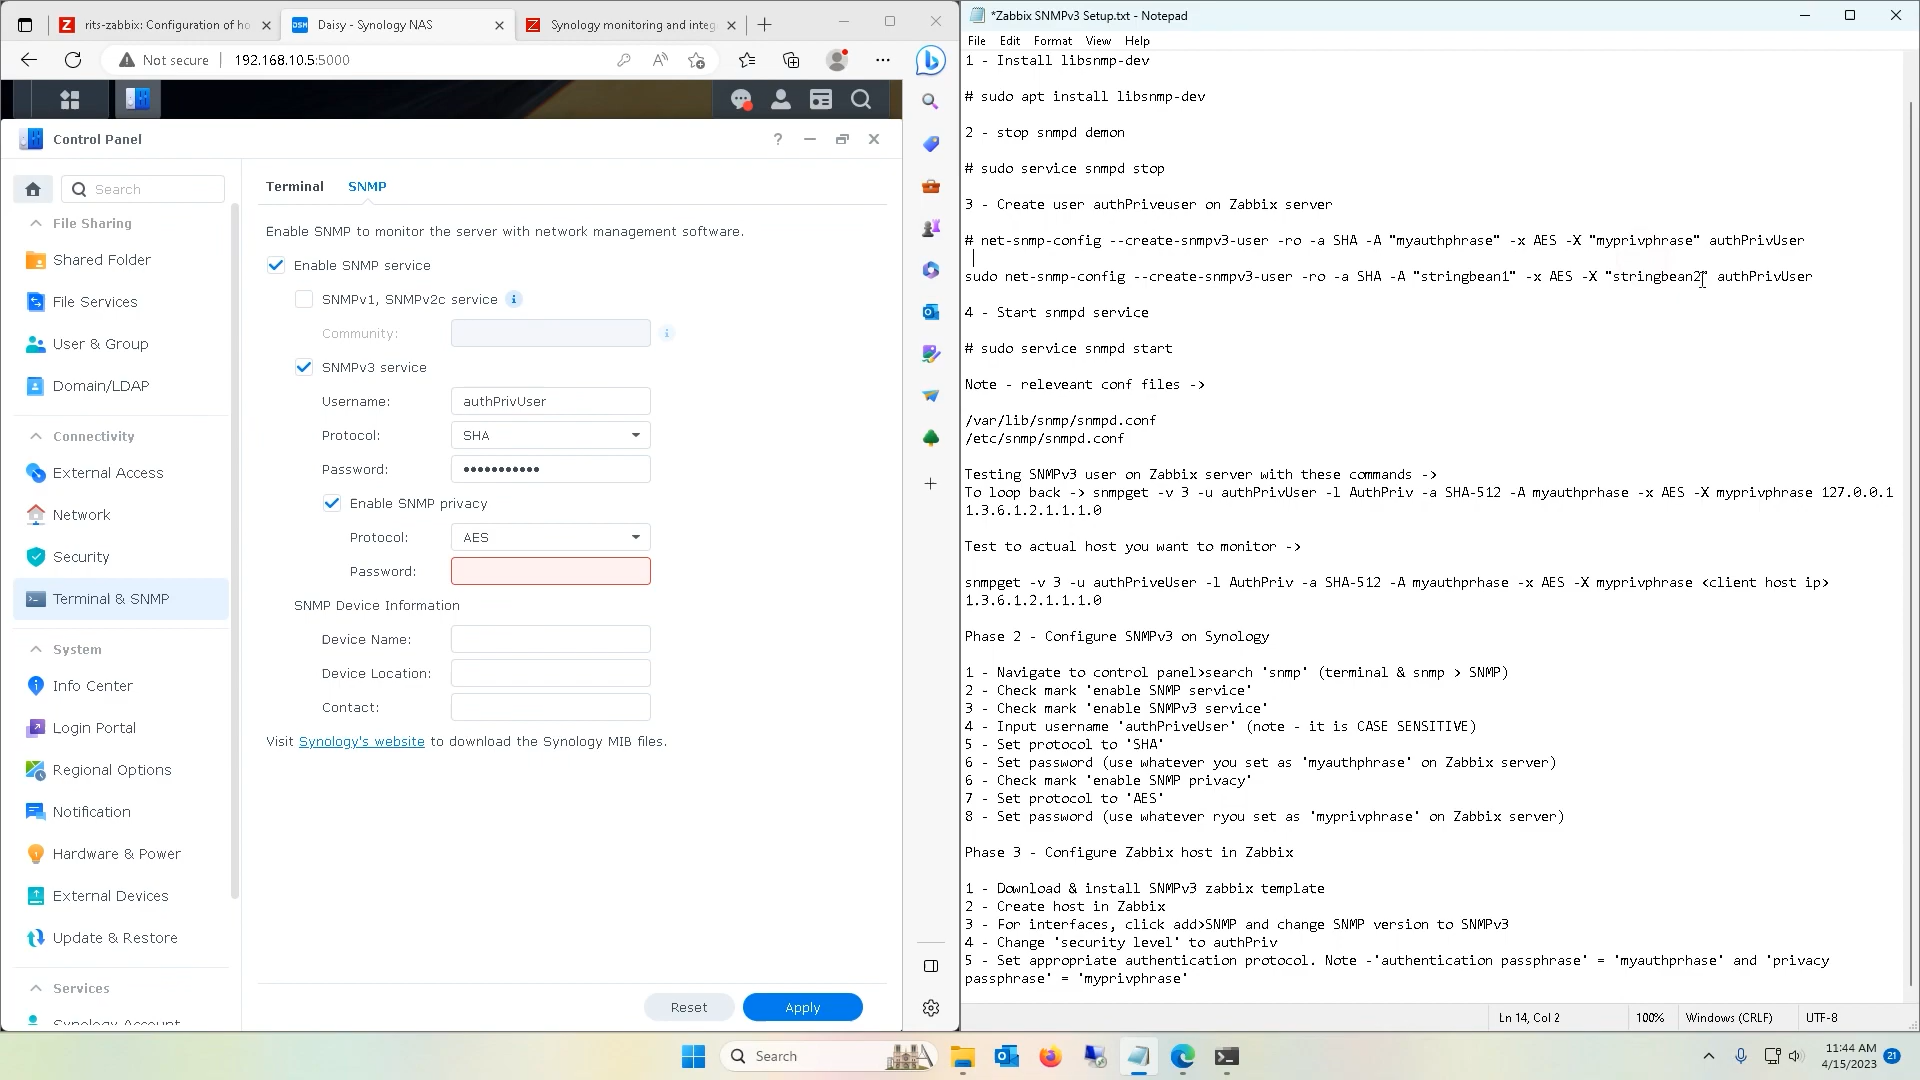 rits-zabbix: Configuration of ho
Daisy - Synology NAS
Synology monitoring and integ
Not secure
192.168.10.5:5000
Control Panel
Search
File Sharing
Shared Folder
File Services
User & Group
Domain/LDAP
Connectivity
External Access
Network
Security
Terminal & SNMP
System
Info Center
Login Portal
Regional Options
Notification
Hardware & Power
External Devices
Update & Restore
Services
Synology Account
Terminal
SNMP
Enable SNMP to monitor the server with network management software.
Enable SNMP service
SNMPv1, SNMPv2c service
Community:
SNMPv3 service
Username:
authPrivUser
Protocol:
SHA
Password:
•••••••••••
Enable SNMP privacy
Protocol:
AES
Password:
SNMP Device Information
Device Name:
Device Location:
Contact:
Visit Synology's website to download the Synology MIB files.
Reset
Apply
*Zabbix SNMPv3 Setup.txt - Notepad
File Edit Format View Help
1 - Install libsnmp-dev
# sudo apt install libsnmp-dev
2 - stop snmpd demon
# sudo service snmpd stop
3 - Create user authPriveuser on Zabbix server
# net-snmp-config --create-snmpv3-user -ro -a SHA -A "myauthphrase" -x AES -X "myprivphrase" authPrivUser
sudo net-snmp-config --create-snmpv3-user -ro -a SHA -A "stringbean1" -x AES -X "stringbean2" authPrivUser
4 - Start snmpd service
# sudo service snmpd start
Note - releveant conf files ->
/var/lib/snmp/snmpd.conf
/etc/snmp/snmpd.conf
Testing SNMPv3 user on Zabbix server with these commands ->
To loop back -> snmpget -v 3 -u authPrivUser -l AuthPriv -a SHA-512 -A myauthprhase -x AES -X myprivphrase 127.0.0.1
1.3.6.1.2.1.1.1.0
Test to actual host you want to monitor ->
snmpget -v 3 -u authPriveUser -l AuthPriv -a SHA-512 -A myauthprhase -x AES -X myprivphrase <client host ip>
1.3.6.1.2.1.1.1.0
Phase 2 - Configure SNMPv3 on Synology
1 - Navigate to control panel>search 'snmp' (terminal & snmp > SNMP)
2 - Check mark 'enable SNMP service'
3 - Check mark 'enable SNMPv3 service'
4 - Input username 'authPriveUser' (note - it is CASE SENSITIVE)
5 - Set protocol to 'SHA'
6 - Set password (use whatever you set as 'myauthphrase' on Zabbix server)
6 - Check mark 'enable SNMP privacy'
7 - Set protocol to 'AES'
8 - Set password (use whatever ryou set as 'myprivphrase' on Zabbix server)
Phase 3 - Configure Zabbix host in Zabbix
1 - Download & install SNMPv3 zabbix template
2 - Create host in Zabbix
3 - For interfaces, click add>SNMP and change SNMP version to SNMPv3
4 - Change 'security level' to authPriv
5 - Set appropriate authentication protocol. Note -'authentication passphrase' = 'myauthprhase' and 'privacy
passphrase' = 'myprivphrase'
Ln 14, Col 2
100%
Windows (CRLF)
UTF-8
Search
11:44 AM
4/15/2023
21